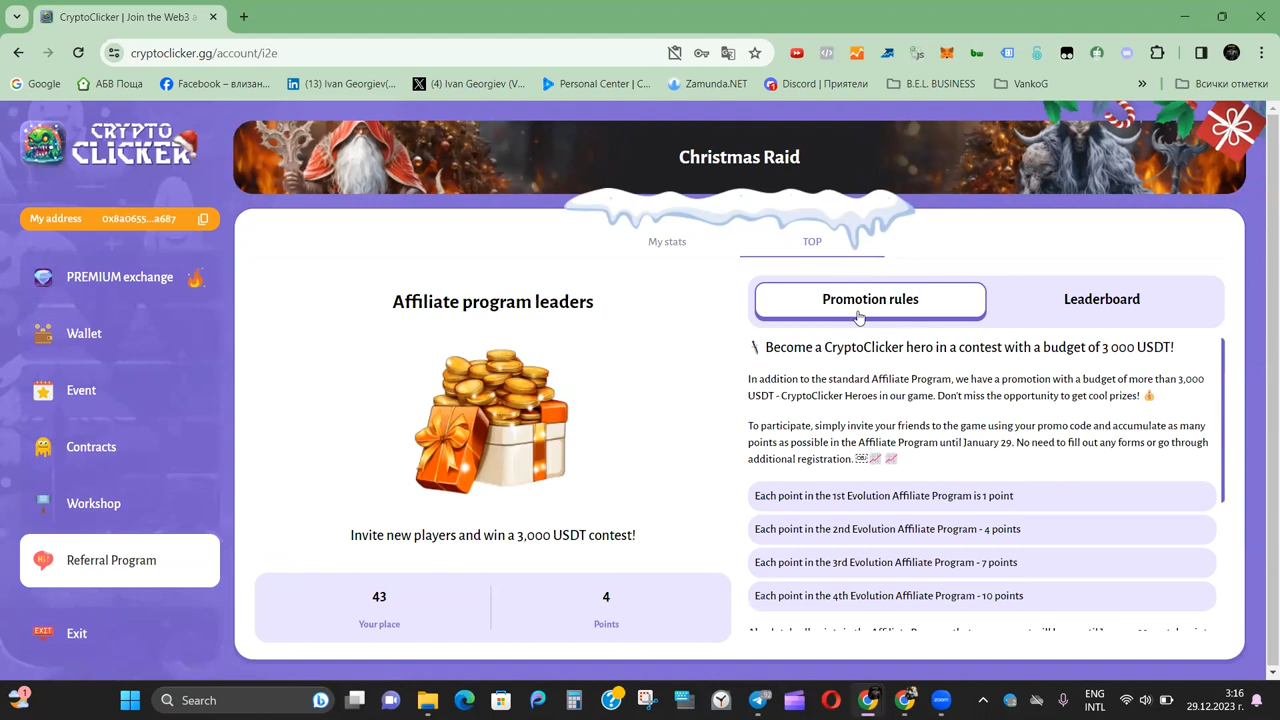 CryptoClicker | Join the Web3 a
cryptoclicker.gg/account/i2e
Google
АБВ Поща
Facebook – влизан...
(13) Ivan Georgiev(...
(4) Ivan Georgiev (V...
Personal Center | C...
Zamunda.NET
Discord | Приятели
B.E.L. BUSINESS
VankoG
»
Всички отметки
CRYPTO
CLICKER
Christmas Raid
My address 0x8a0655...a687
My stats
TOP
PREMIUM exchange
Wallet
Event
Contracts
Workshop
Hi!
Referral Program
EXIT
Exit
Affiliate program leaders
Invite new players and win a 3,000 USDT contest!
43
Your place
4
Points
Promotion rules
Leaderboard
Become a CryptoClicker hero in a contest with a budget of 3 000 USDT!
In addition to the standard Affiliate Program, we have a promotion with a budget of more than 3,000
USDT - CryptoClicker Heroes in our game. Don't miss the opportunity to get cool prizes!
To participate, simply invite your friends to the game using your promo code and accumulate as many
points as possible in the Affiliate Program until January 29. No need to fill out any forms or go through
additional registration.
Each point in the 1st Evolution Affiliate Program is 1 point
Each point in the 2nd Evolution Affiliate Program - 4 points
Each point in the 3rd Evolution Affiliate Program - 7 points
Each point in the 4th Evolution Affiliate Program - 10 points
1
Search
ENG
INTL
3:16
29.12.2023 г.